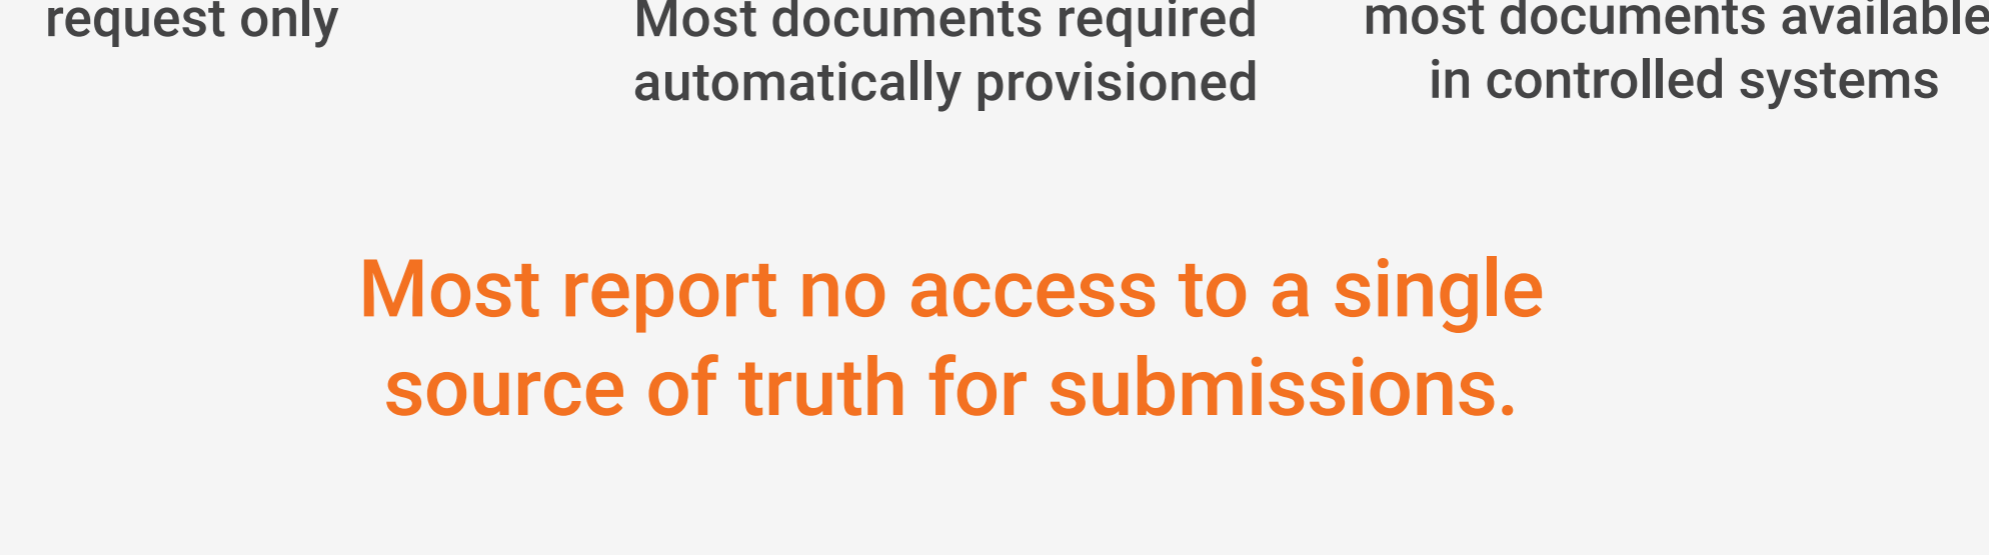 request only
Most documents required
automatically provisioned
most documents available
in controlled systems
Most report no access to a single
source of truth for submissions.